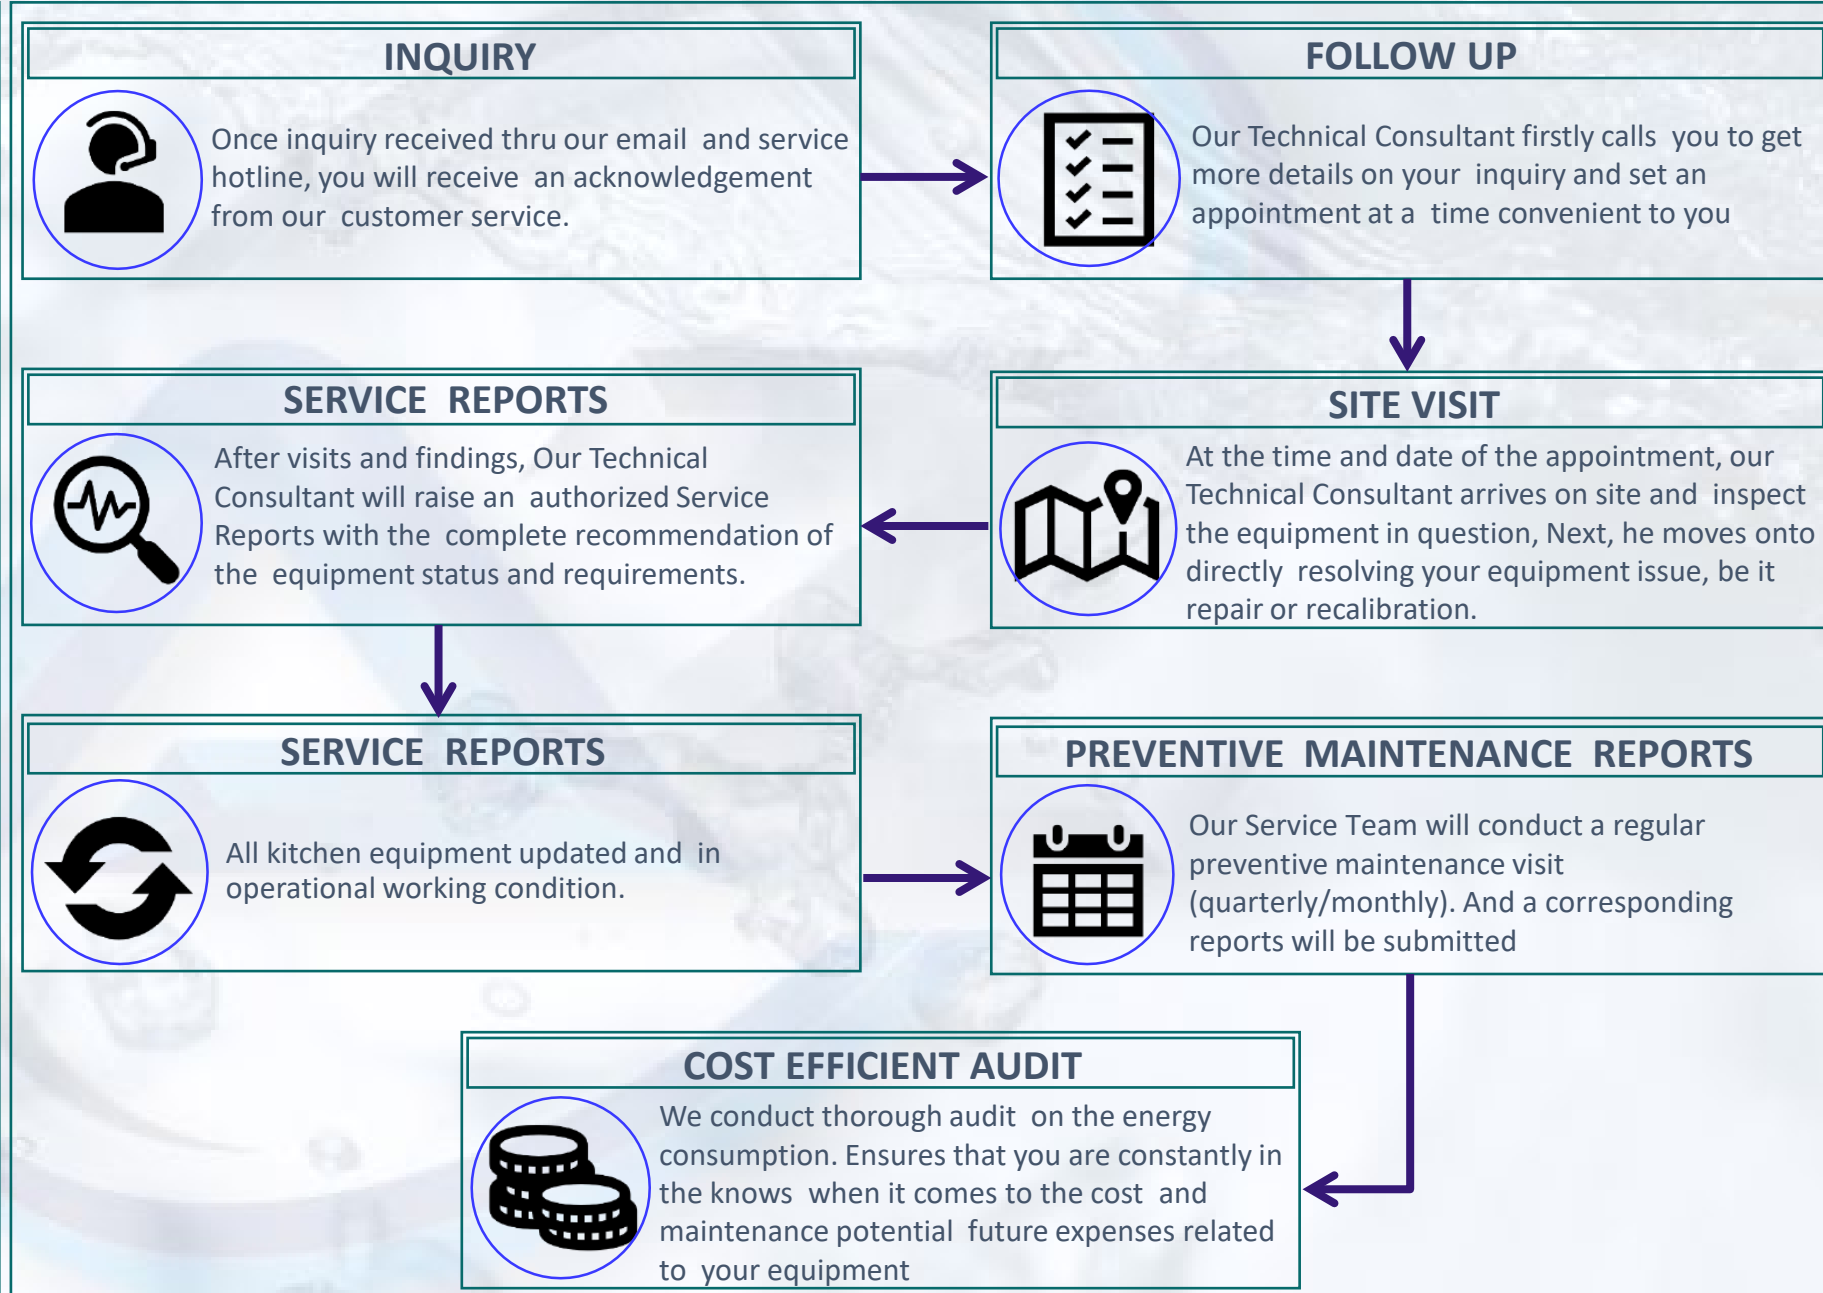 INQUIRY
Once inquiry received thru our email and service
hotline, you will receive an acknowledgement
from our customer service.
FOLLOW UP
Our Technical Consultant firstly calls you to get
more details on your inquiry and set an
appointment at a time convenient to you
SITE VISIT
At the time and date of the appointment, our
Technical Consultant arrives on site and inspect
the equipment in question, Next, he moves onto
directly resolving your equipment issue, be it
repair or recalibration.
SERVICE REPORTS
After visits and findings, Our Technical
Consultant will raise an authorized Service
Reports with the complete recommendation of
the equipment status and requirements.
SERVICE REPORTS
All kitchen equipment updated and in
operational working condition.
PREVENTIVE MAINTENANCE REPORTS
Our Service Team will conduct a regular
preventive maintenance visit
(quarterly/monthly). And a corresponding
reports will be submitted
COST EFFICIENT AUDIT
We conduct thorough audit on the energy
consumption. Ensures that you are constantly in
the knows when it comes to the cost and
maintenance potential future expenses related
to your equipment